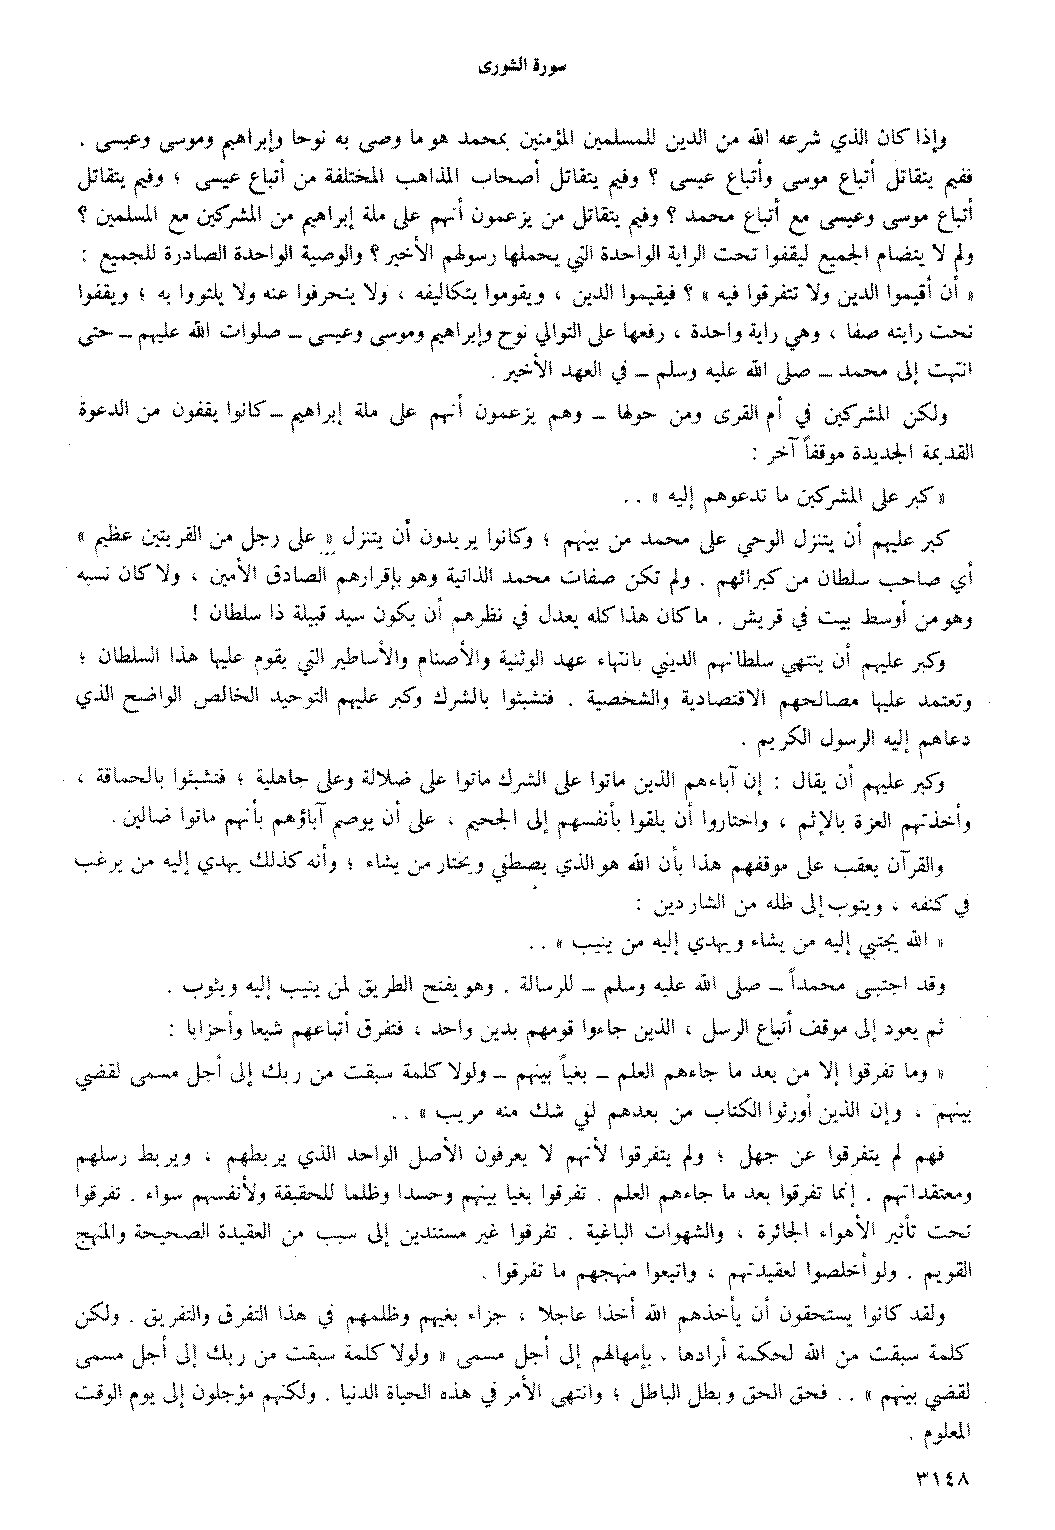 سورة الشورى
وإذا كان الذي شرعه الله من الدين للمسلمين المؤمنين بمحمد هو ما وصى به نوحا وإبراهيم وموسى وعيسى .
ففيم يتقاتل أتباع موسى وأتباع عيسى ؟ وفيم يتقاتل أصحاب المذاهب المختلفة من أتباع عيسى ؛ وفيم يتقاتل
أتباع موسى وعيسى مع أتباع محمد ؟ وفيم يتقاتل من يزعمون أنهم على ملة إبراهيم من المشركين مع المسلمين ؟
ولم لا يتضام الجميع ليقفوا تحت الراية الواحدة التي يحملها رسولهم الأخير ؟ والوصية الواحدة الصادرة للجميع :
« أن أقيموا الدين ولا تتفرقوا فيه » ؟ فيقيموا الدين ، ويقوموا بتكاليفه ، ولا ينحرفوا عنه ولا يلتووا به ؛ ويقفوا
تحت رايته صفا ، وهي راية واحدة ، رفعها على التوالي نوح وإبراهيم وموسى وعيسى – صلوات الله عليهم – حتى
انتهت إلى محمد – صلى الله عليه وسلم – في العهد الأخير .
ولكن المشركين في أم القرى ومن حولها – وهم يزعمون أنهم على ملة إبراهيم – كانوا يقفون من الدعوة
القديمة الجديدة موقفاً آخر :
« كبر على المشركين ما تدعوهم إليه » . .
كبر عليهم أن يتنزل الوحي على محمد من بينهم ؛ وكانوا يريدون أن يتنزل « على رجل من القريتين عظيم »
أي صاحب سلطان من كبرائهم . ولم تكن صفات محمد الذاتية وهو بإقرارهم الصادق الأمين ، ولا كان نسبه
وهو من أوسط بيت في قريش . ما كان هذا كله يعدل في نظرهم أن يكون سيد قبيلة ذا سلطان !
وكبر عليهم أن ينتهي سلطانهم الديني بانتهاء عهد الوثنية والأصنام والأساطير التي يقوم عليها هذا السلطان ؛
وتعتمد عليها مصالحهم الاقتصادية والشخصية . فتشبثوا بالشرك وكبر عليهم التوحيد الخالص الواضح الذي
دعاهم إليه الرسول الكريم .
وكبر عليهم أن يقال : إن آباءهم الذين ماتوا على الشرك ماتوا على ضلالة وعلى جاهلية ؛ فتشبثوا بالحماقة ،
وأخذتهم العزة بالإثم ، واختاروا أن يلقوا بأنفسهم إلى الجحيم ، على أن يوصم آباؤهم بأنهم ماتوا ضالين .
والقرآن يعقب على موقفهم هذا بأن الله هو الذي يصطفي ويختار من يشاء ؛ وأنه كذلك يهدي إليه من يرغب
في كنفه ، ويتوب إلى ظله من الشاردين :
« الله يجتبي إليه من يشاء ويهدي إليه من ينيب » . .
وقد اجتبى محمداً – صلى الله عليه وسلم – للرسالة . وهو يفتح الطريق لمن ينيب إليه ويثوب .
ثم يعود إلى موقف أتباع الرسل ، الذين جاءوا قومهم بدين واحد ، فتفرق أتباعهم شيعا وأحزابا :
« وما تفرقوا إلا من بعد ما جاءهم العلم – بغياً بينهم – ولولا كلمة سبقت من ربك إلى أجل مسمى لقضي
بينهم ، وإن الذين أورثوا الكتاب من بعدهم لفي شك منه مريب » . .
فهم لم يتفرقوا عن جهل ؛ ولم يتفرقوا لأنهم لا يعرفون الأصل الواحد الذي يربطهم ، ويربط رسلهم
ومعتقداتهم . إنما تفرقوا بعد ما جاءهم العلم . تفرقوا بغيا بينهم وحسدا وظلما للحقيقة ولأنفسهم سواء . تفرقوا
تحت تأثير الأهواء الجائرة ، والشهوات الباغية . تفرقوا غير مستندين إلى سبب من العقيدة الصحيحة والمنهج
القويم . ولو أخلصوا لعقيدتهم ، واتبعوا منهجهم ما تفرقوا .
ولقد كانوا يستحقون أن يأخذهم الله أخذا عاجلا ، جزاء بغيهم وظلمهم في هذا التفرق والتفريق . ولكن
كلمة سبقت من الله لحكمة أرادها ، بإمهالهم إلى أجل مسمى « ولولا كلمة سبقت من ربك إلى أجل مسمى
لقضي بينهم » . . فحق الحق وبطل الباطل ؛ وانتهى الأمر في هذه الحياة الدنيا . ولكنهم مؤجلون إلى يوم الوقت
المعلوم .
٣١٤٨